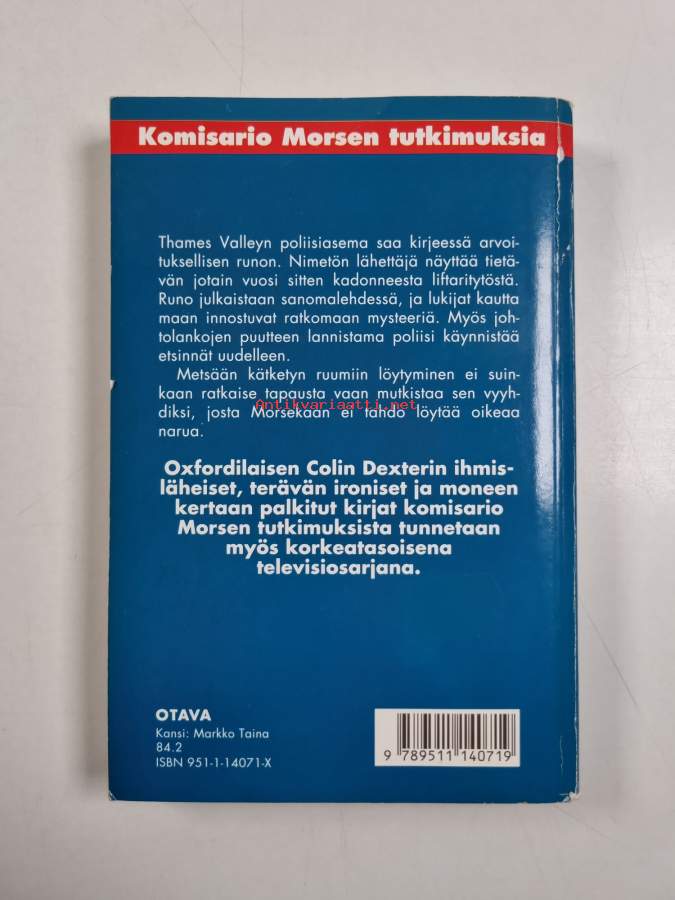 Komisario Morsen tutkimuksia
Thames Valleyn poliisiasema saa kirjeessä arvoi-
tuksellisen runon. Nimetön lähettäjä näyttää tietä-
vän jotain vuosi sitten kadonneesta liftaritytöstä.
Runo julkaistaan sanomalehdessä, ja lukijat kautta
maan innostuvat ratkomaan mysteeriä. Myös joh-
tolankojen puutteen lannistama poliisi käynnistää
etsinnät uudelleen.
Metsään kätketyn ruumiin löytyminen ei suin-
kaan ratkaise tapausta vaan mutkistaa sen vyyh-
diksi, josta Morsekaan ei tahdo löytää oikeaa
narua.
Antikvariaatti.net
Oxfordilaisen Colin Dexterin ihmis-
läheiset, terävän ironiset ja moneen
kertaan palkitut kirjat komisario
Morsen tutkimuksista tunnetaan
myös korkeatasoisena
televisiosarjana.
OTAVA
Kansi: Markko Taina
84.2
ISBN 951-1-14071-X
9 789511 140719